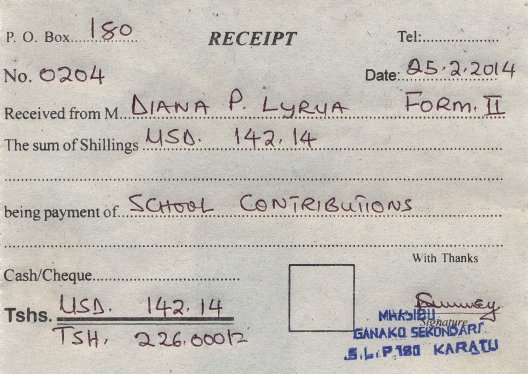 P. O. Box 180 RECEIPT Tel:
No. 0204 Date: 25.2.2014
Received from M DIANA P. LYRUA FORM. II
The sum of Shillings USD. 142.14
being payment of SCHOOL CONTRIBUTIONS
With Thanks
Cash/Cheque
Tshs. USD. 142.14
TSH. 226.000/=
Signature
MHASIBU
GANAKO SEKONDARI
S.L.P 180 KARATU